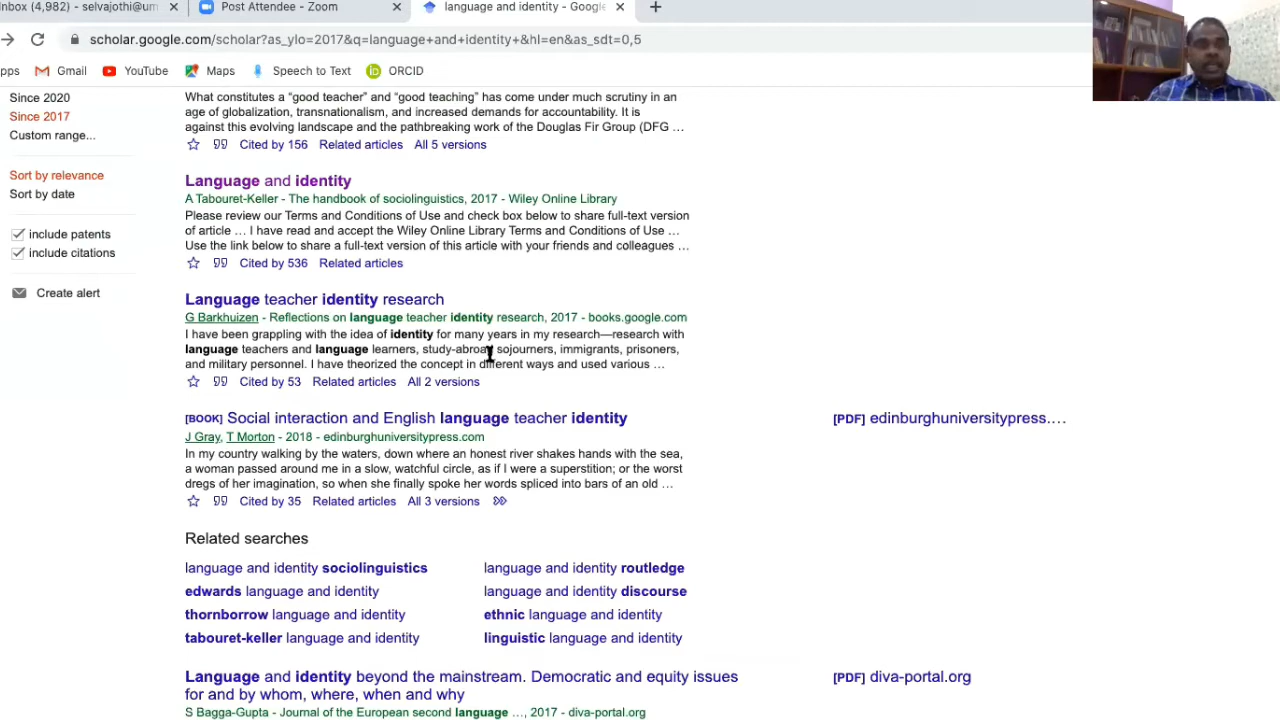 nbox (4,982) - selvajothi@um
Post Attendee - Zoom
language and identity - Google
scholar.google.com/scholar?as_ylo=2017&q=language+and+identity+&hl=en&as_sdt=0,5
pps
Gmail
YouTube
Maps
Speech to Text
ORCID
Since 2020
Since 2017
Custom range...
Sort by relevance
Sort by date
include patents
include citations
Create alert
What constitutes a “good teacher” and “good teaching” has come under much scrutiny in an
age of globalization, transnationalism, and increased demands for accountability. It is
against this evolving landscape and the pathbreaking work of the Douglas Fir Group (DFG …
Cited by 156 Related articles All 5 versions
Language and identity
A Tabouret-Keller - The handbook of sociolinguistics, 2017 - Wiley Online Library
Please review our Terms and Conditions of Use and check box below to share full-text version
of article … I have read and accept the Wiley Online Library Terms and Conditions of Use …
Use the link below to share a full-text version of this article with your friends and colleagues …
Cited by 536 Related articles
Language teacher identity research
G Barkhuizen - Reflections on language teacher identity research, 2017 - books.google.com
I have been grappling with the idea of identity for many years in my research—research with
language teachers and language learners, study-abroad sojourners, immigrants, prisoners,
and military personnel. I have theorized the concept in different ways and used various …
Cited by 53 Related articles All 2 versions
[BOOK] Social interaction and English language teacher identity
[PDF] edinburghuniversitypress.…
J Gray, T Morton - 2018 - edinburghuniversitypress.com
In my country walking by the waters, down where an honest river shakes hands with the sea,
a woman passed around me in a slow, watchful circle, as if I were a superstition; or the worst
dregs of her imagination, so when she finally spoke her words spliced into bars of an old …
Cited by 35 Related articles All 3 versions
Related searches
language and identity sociolinguistics
language and identity routledge
edwards language and identity
language and identity discourse
thornborrow language and identity
ethnic language and identity
tabouret-keller language and identity
linguistic language and identity
Language and identity beyond the mainstream. Democratic and equity issues
for and by whom, where, when and why
[PDF] diva-portal.org
S Bagga-Gupta - Journal of the European second language …, 2017 - diva-portal.org